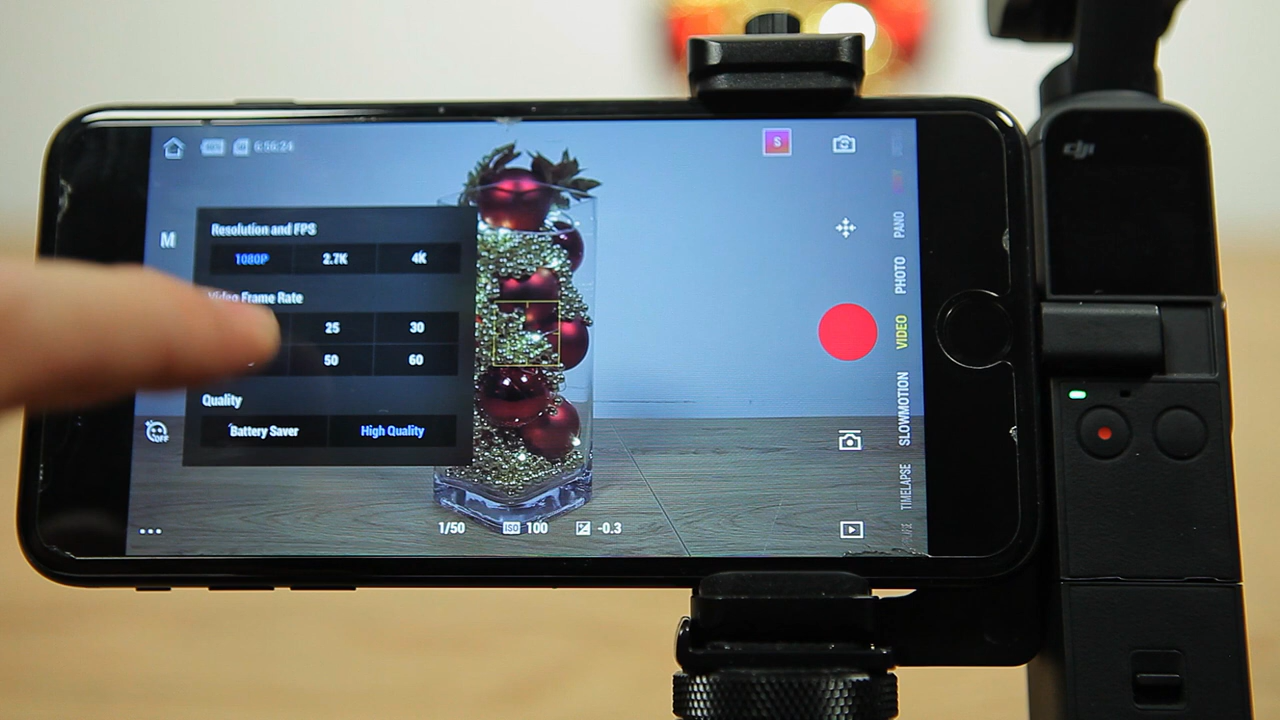 6:56:24
S
M
Resolution and FPS
1080P 2.7K 4K
Video Frame Rate
25 30
50 60
Quality
Battery Saver High Quality
OFF
1/50 ISO 100 -0.3
PANO
PHOTO
VIDEO
SLOWMOTION
TIMELAPSE
dji